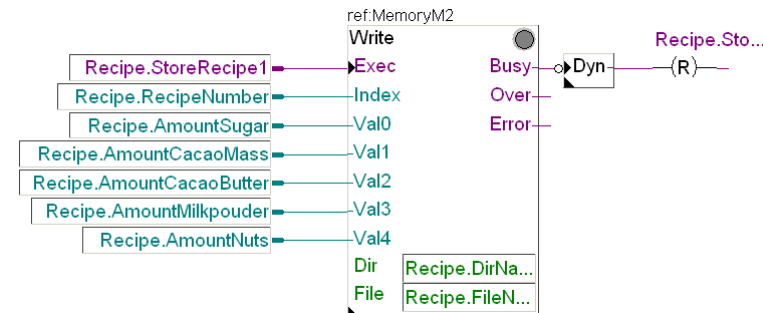 ref:MemoryM2
Write
Recipe.Sto...
Recipe.StoreRecipe1 Exec Busy Dyn (R)
Recipe.RecipeNumber Index Over
Recipe.AmountSugar Val0 Error
Recipe.AmountCacaoMass Val1
Recipe.AmountCacaoButter Val2
Recipe.AmountMilkpouder Val3
Recipe.AmountNuts Val4
Dir Recipe.DirNa...
File Recipe.FileN...